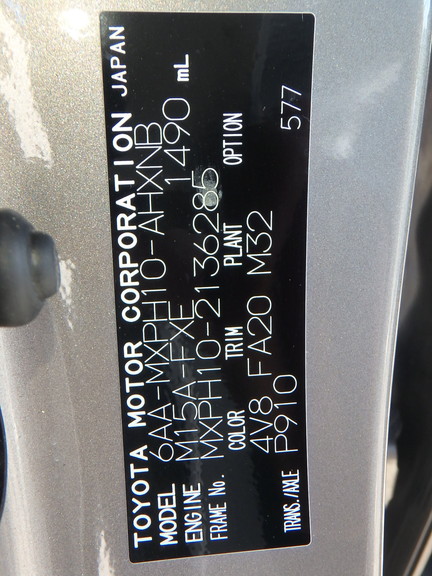 TOYOTA MOTOR CORPORATION JAPAN
MODEL 6AA-MXPH10-AHXNB
ENGINE M15A-FXE 1490 mL
FRAME No. MXPH10-2136285
COLOR TRIM PLANT OPTION
4V8 FA20 M32
TRANS./AXLE P910 577